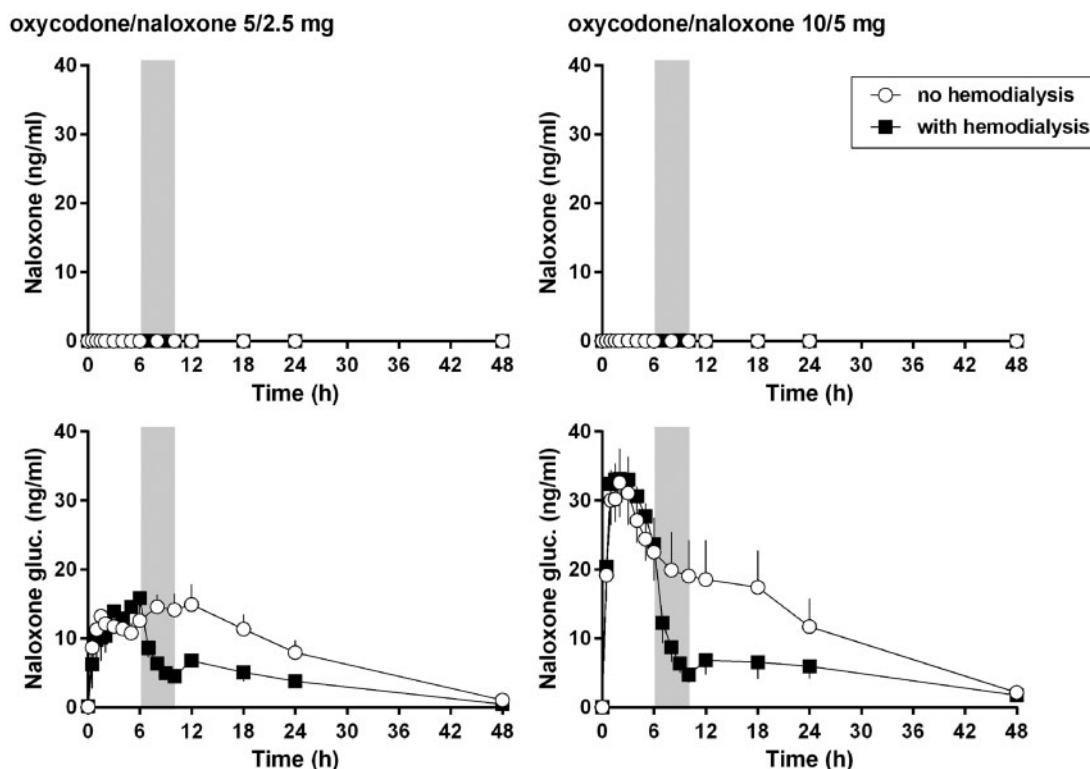 oxycodone/naloxone 5/2.5 mg
oxycodone/naloxone 10/5 mg
Naloxone (ng/ml)
40
30
20
10
0
0 6 12 18 24 30 36 42 48
Time (h)
Naloxone (ng/ml)
40
30
20
10
0
0 6 12 18 24 30 36 42 48
Time (h)
no hemodialysis
with hemodialysis
Naloxone gluc. (ng/ml)
40
30
20
10
0
0 6 12 18 24 30 36 42 48
Time (h)
Naloxone gluc. (ng/ml)
40
30
20
10
0
0 6 12 18 24 30 36 42 48
Time (h)